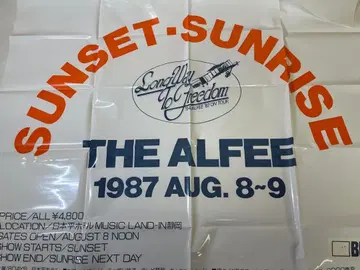 SUNSET·SUNRISE
Long Way
To Freedom
THE ALFEE
1987 AUG. 8~9
PRICE/ALL ¥4,800
LOCATION/日本平ホテル MUSIC LAND-IN静岡
GATES OPEN/AUGUST 8 NOON
SHOW STARTS/SUNSET
SHOW END/SUNRISE NEXT DAY